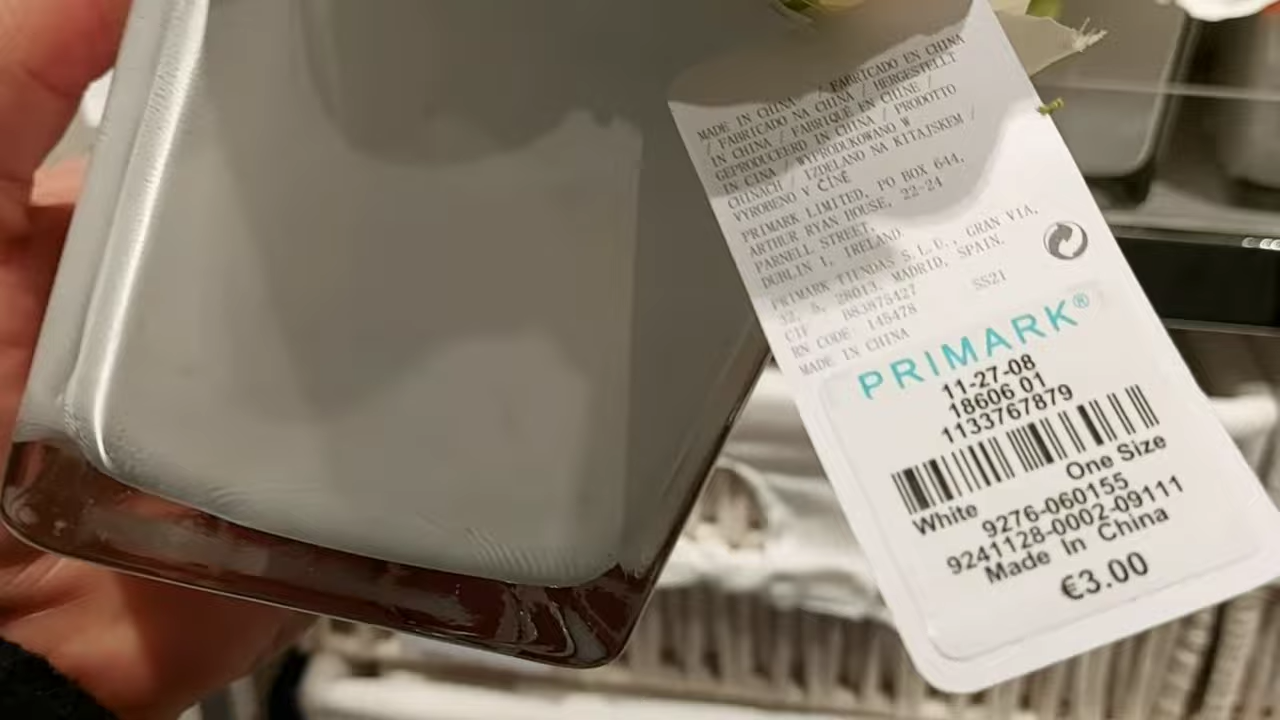 MADE IN CHINA / FABRICADO EN CHINA
/ FABRICADO NA CHINA / HERGESTELLT
IN CHINA / FABRIQUÉ EN CHINE /
GEPRODUCEERD IN CHINA / PRODOTTO
IN CINA / WYPRODUKOWANO W
CHINACH / IZDELANO NA KITAJSKEM /
VYROBENO V ČÍNĚ
PRIMARK LIMITED, PO BOX 644,
ARTHUR RYAN HOUSE, 22-24
PARNELL STREET,
DUBLIN 1, IRELAND.
PRIMARK TIENDAS S.L.U., GRAN VIA,
32, 5, 28013, MADRID, SPAIN.
CIF B83875427
RN CODE: 145478 SS21
MADE IN CHINA
PRIMARK®
11-27-08
18606 01
1133767879
One Size
White
9276-060155
9241128-0002-09111
Made In China
€3.00